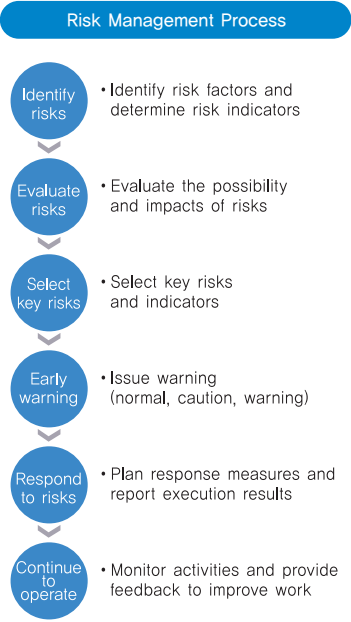 Risk Management Process
Identify
risks
• Identify risk factors and
determine risk indicators
Evaluate
risks
• Evaluate the possibility
and impacts of risks
Select
key risks
• Select key risks
and indicators
Early
warning
• Issue warning
(normal, caution, warning)
Respond
to risks
• Plan response measures and
report execution results
Continue
to
operate
• Monitor activities and provide
feedback to improve work